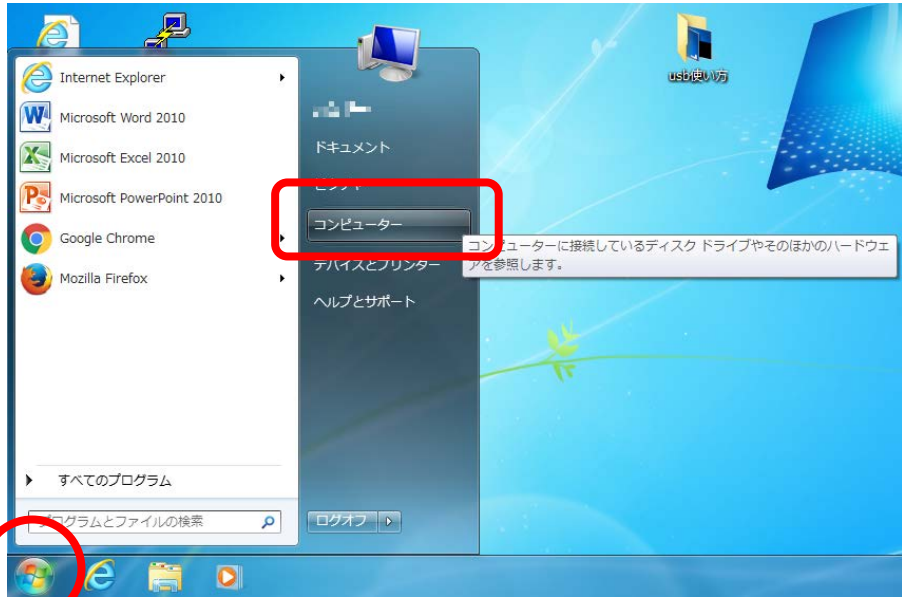 Internet Explorer
Microsoft Word 2010
Microsoft Excel 2010
Microsoft PowerPoint 2010
Google Chrome
Mozilla Firefox
すべてのプログラム
プログラムとファイルの検索
ドキュメント
ピクチャ
コンピューター
デバイスとプリンター
ヘルプとサポート
ログオフ
コンピューターに接続しているディスク ドライブやそのほかのハードウェ
アを参照します。
usb使い方